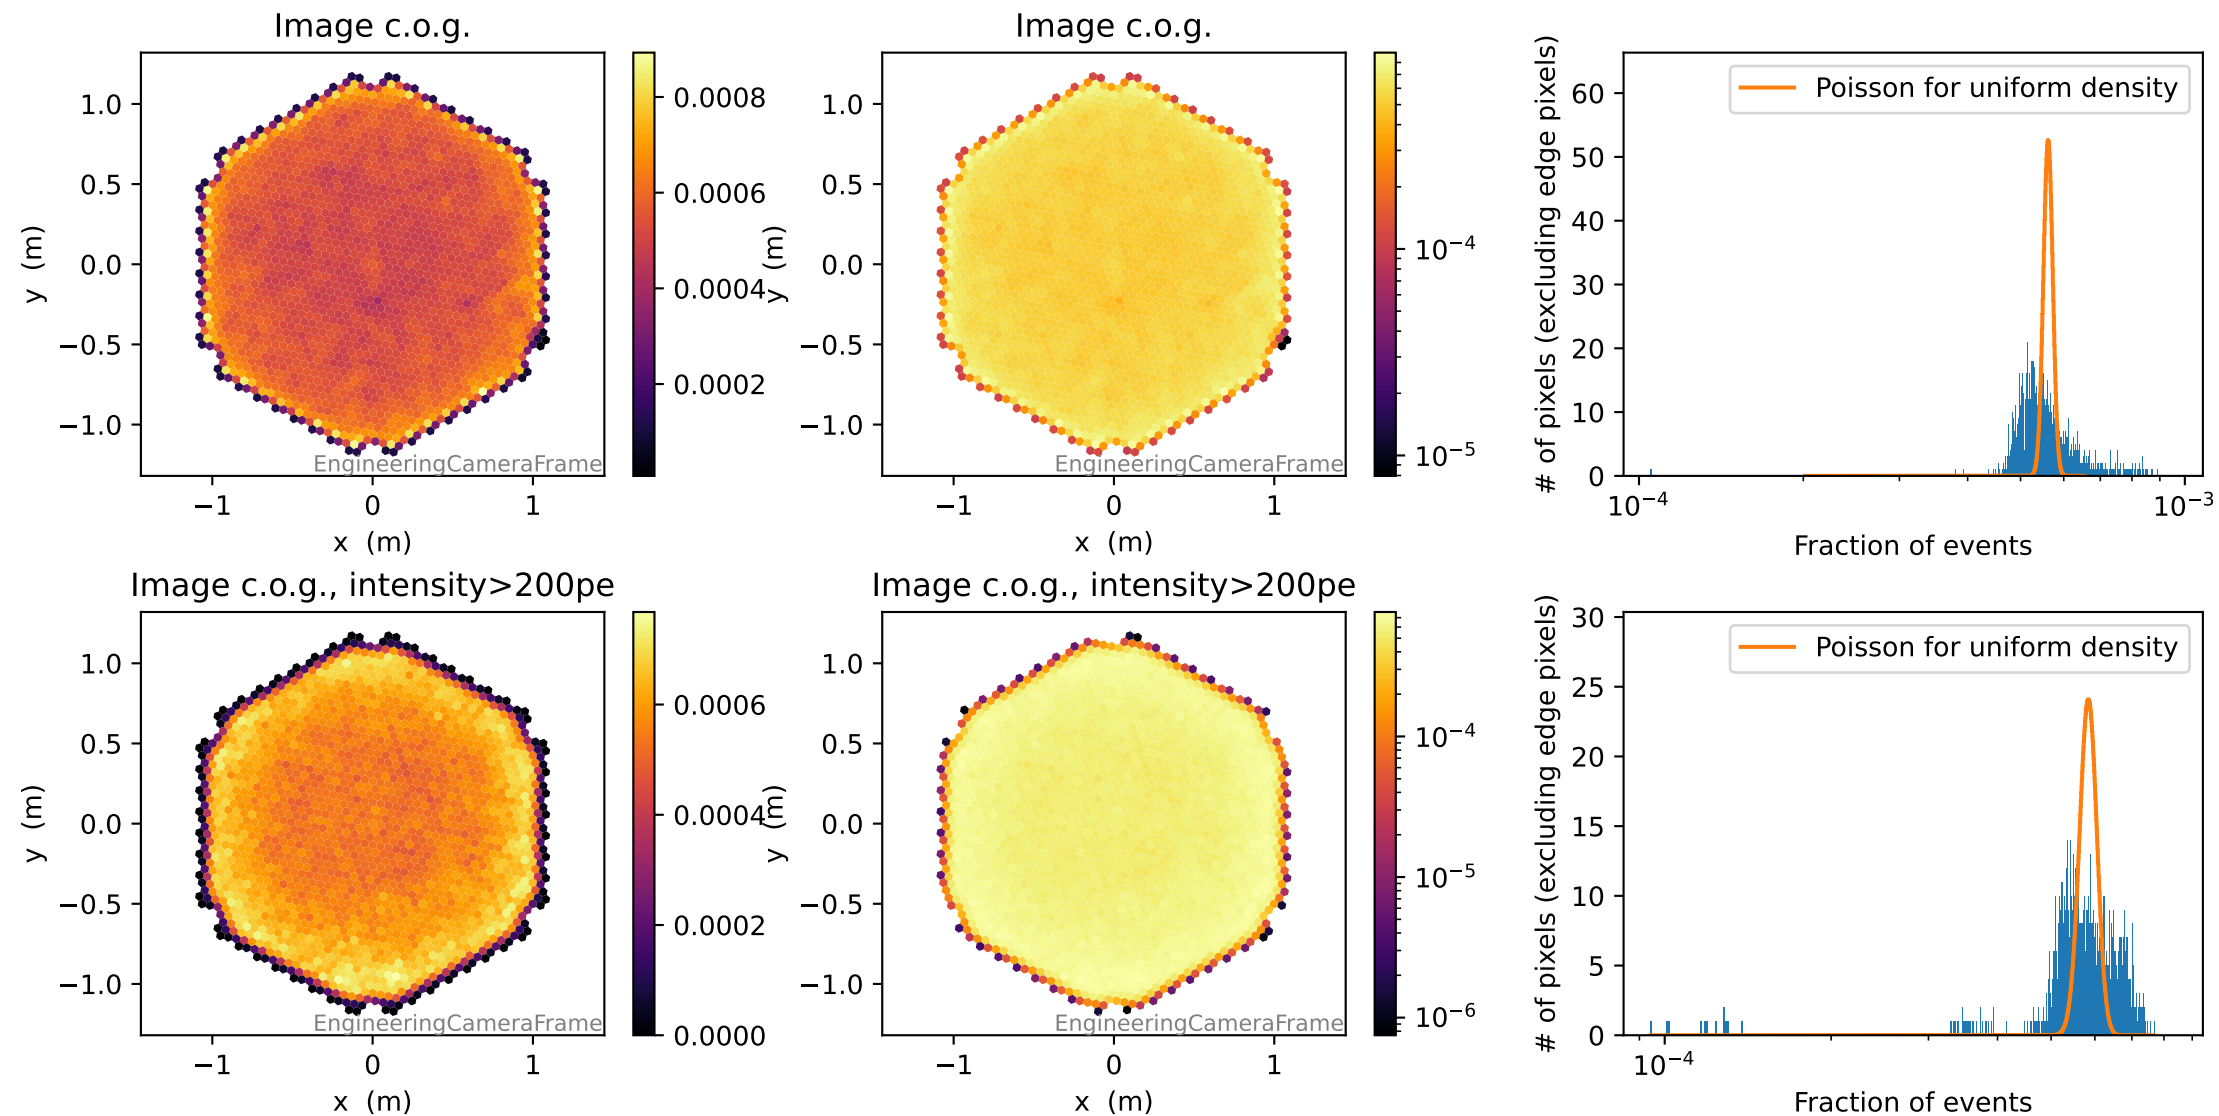 Image c.o.g.
1.0
0.5
0.0
−0.5
−1.0
y (m)
−1
0
1
x (m)
EngineeringCameraFrame
0.0008
0.0006
0.0004
0.0002
Image c.o.g.
1.0
0.5
0.0
−0.5
−1.0
y (m)
−1
0
1
x (m)
EngineeringCameraFrame
10⁻⁴
10⁻⁵
# of pixels (excluding edge pixels)
60
50
40
30
20
10
0
Poisson for uniform density
10⁻⁴
10⁻³
Fraction of events
Image c.o.g., intensity>200pe
1.0
0.5
0.0
−0.5
−1.0
y (m)
−1
0
1
x (m)
EngineeringCameraFrame
0.0006
0.0004
0.0002
0.0000
Image c.o.g., intensity>200pe
1.0
0.5
0.0
−0.5
−1.0
y (m)
−1
0
1
x (m)
EngineeringCameraFrame
10⁻⁴
10⁻⁵
10⁻⁶
# of pixels (excluding edge pixels)
30
25
20
15
10
5
0
Poisson for uniform density
10⁻⁴
Fraction of events